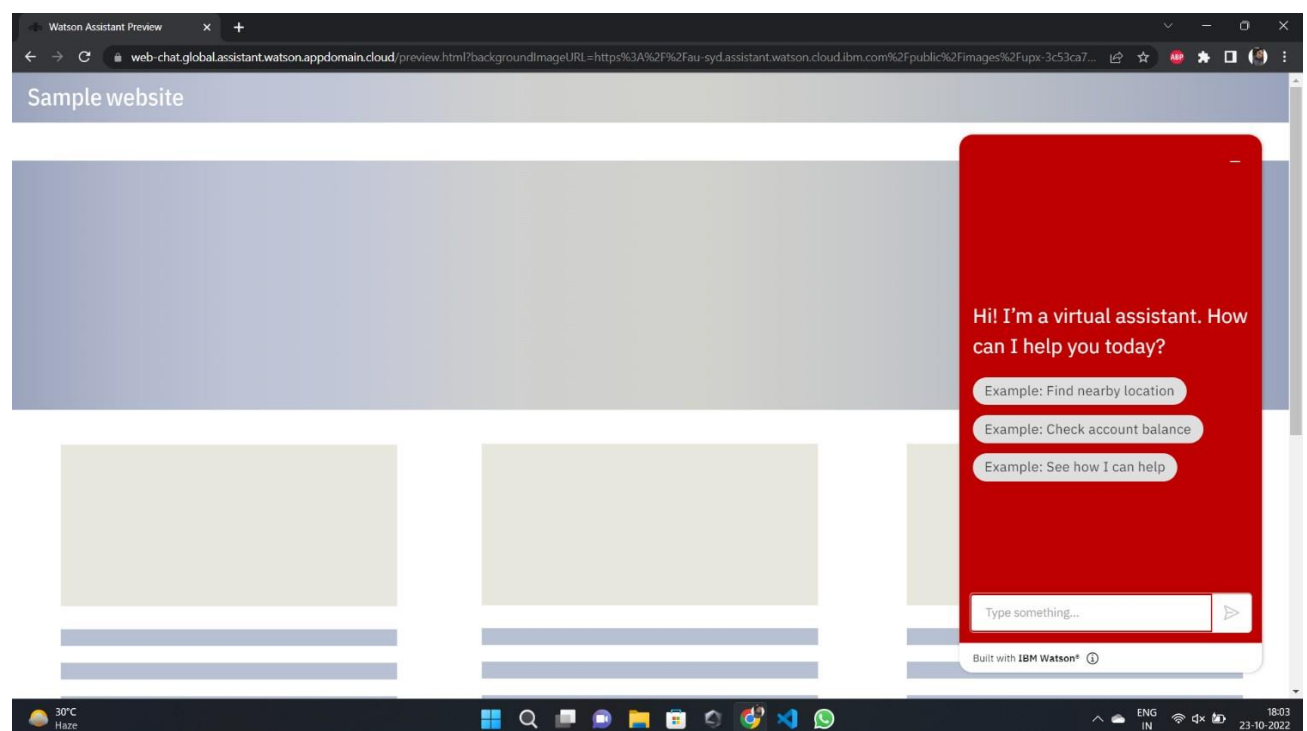 Watson Assistant Preview
web-chat.global.assistant.watson.appdomain.cloud/preview.html?backgroundImageURL=https%3A%2F%2Fau-syd.assistant.watson.cloud.ibm.com%2Fpublic%2Fimages%2Fupx-3c53ca7...
ABP
Sample website
Hi! I'm a virtual assistant. How
can I help you today?
Example: Find nearby location
Example: Check account balance
Example: See how I can help
Type something...
Built with IBM Watson®
30°C
Haze
ENG
IN
18:03
23-10-2022